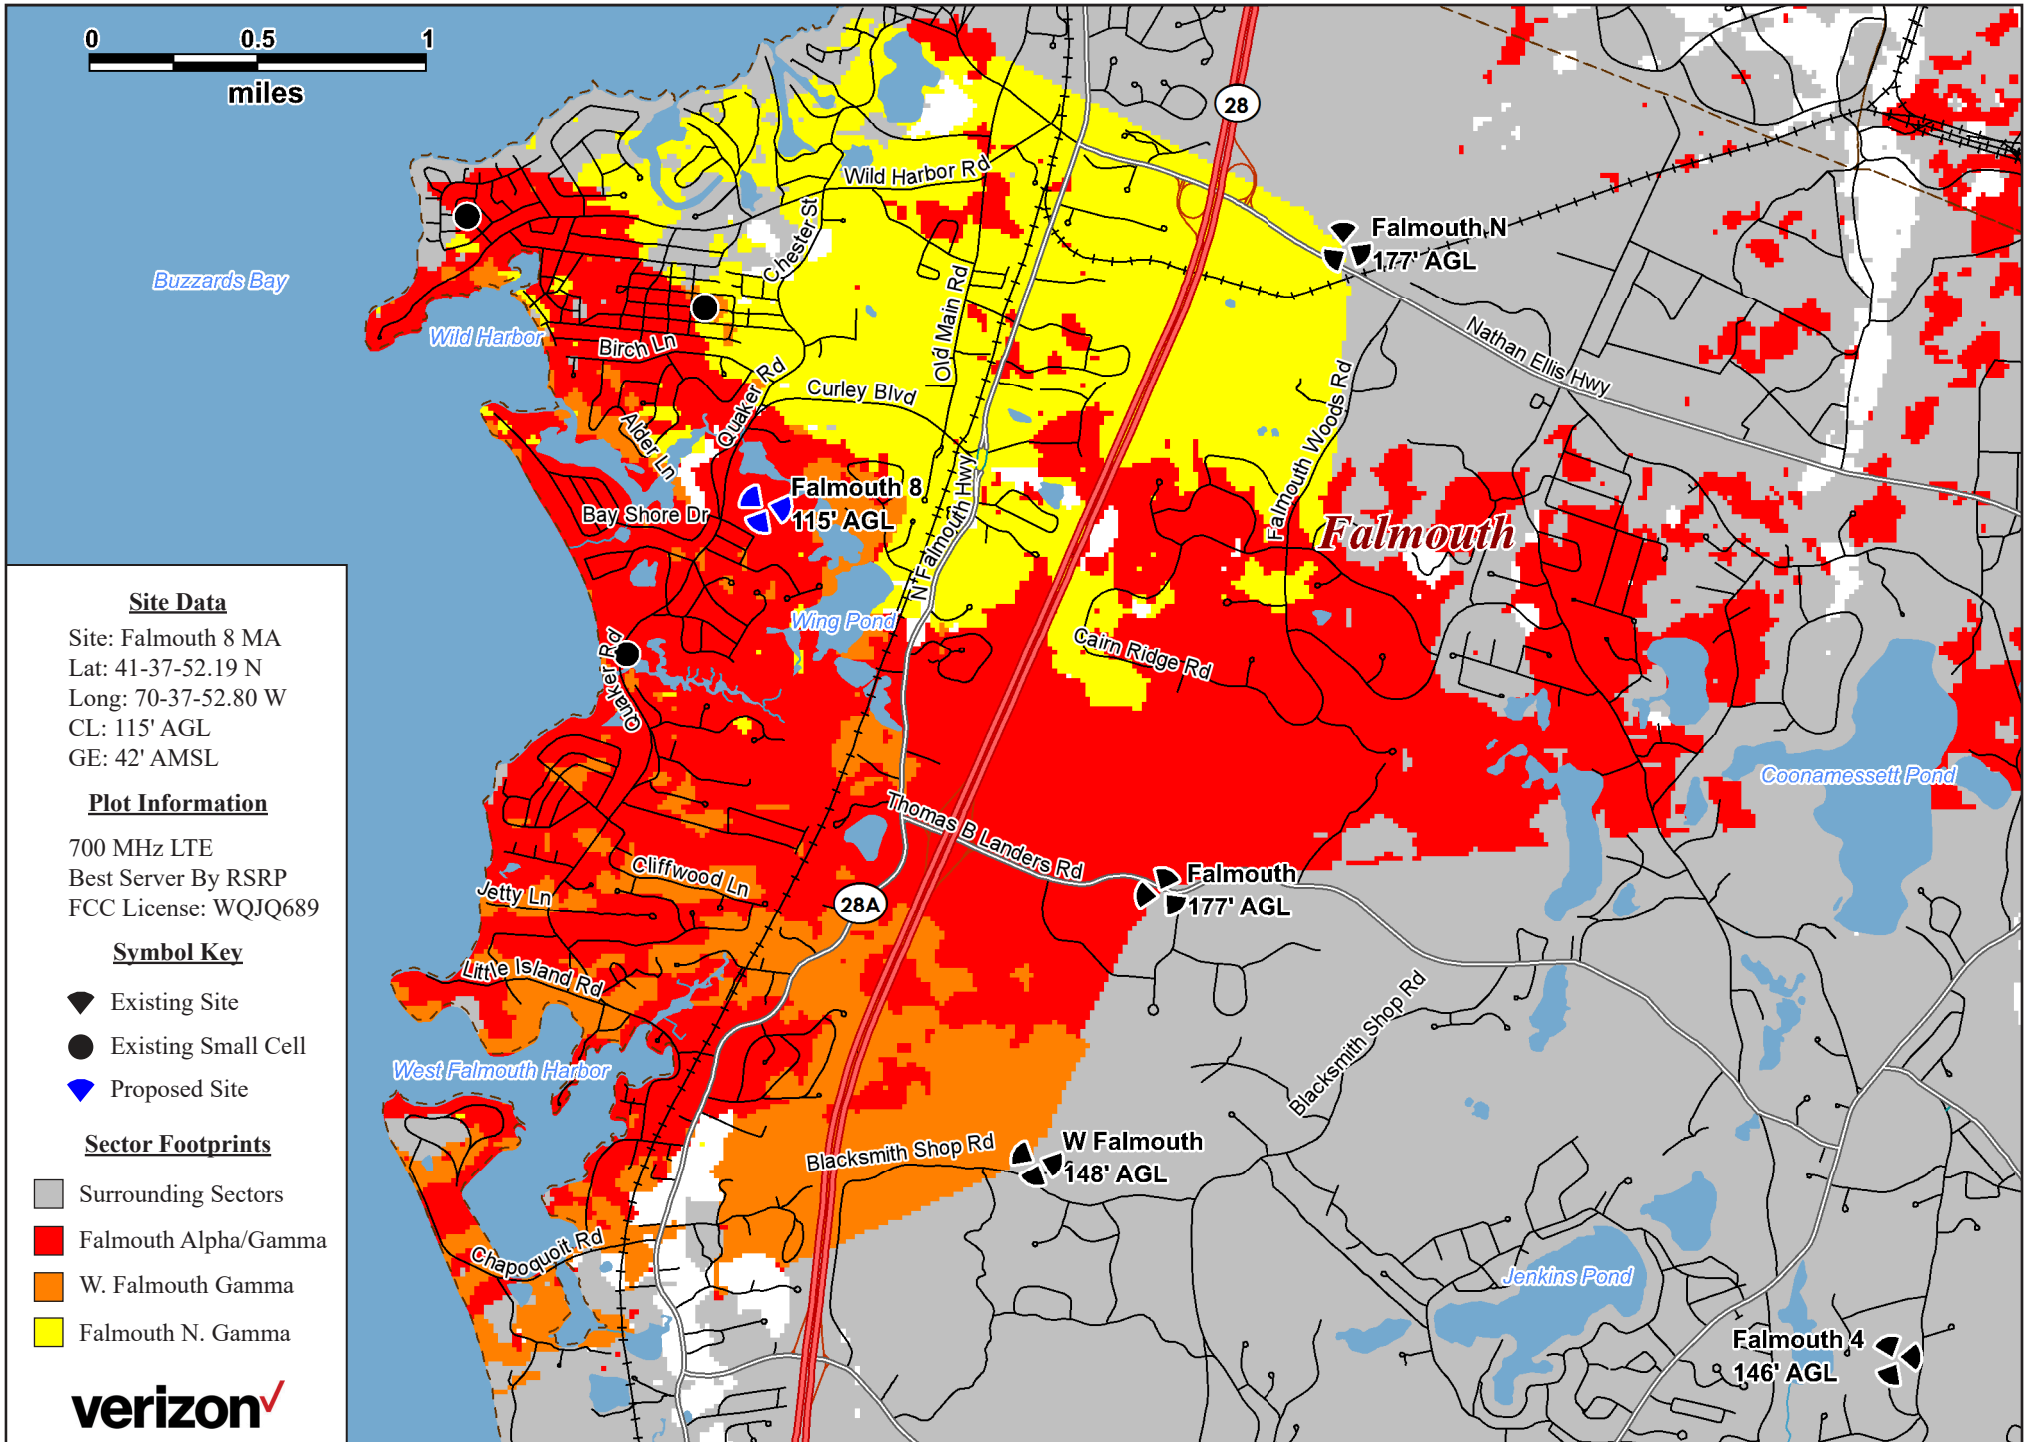 0 0.5 1
miles
28
Wild Harbor Rd
Chester St
Falmouth N
177' AGL
Buzzards Bay
Wild Harbor
Old Main Rd
Birch Ln
Nathan Ellis Hwy
Quaker Rd
Curley Blvd
Falmouth Woods Rd
Alder Ln
Falmouth 8
115' AGL
Bay Shore Dr
N Falmouth Hwy
Falmouth
Wing Pond
Quaker Rd
Cairn Ridge Rd
Coonamessett Pond
Thomas B Landers Rd
Cliffwood Ln
Jetty Ln
28A
Falmouth
177' AGL
Little Island Rd
Blacksmith Shop Rd
West Falmouth Harbor
Blacksmith Shop Rd
W Falmouth
148' AGL
Chapoquoit Rd
Jenkins Pond
Falmouth 4
146' AGL
Site Data
Site: Falmouth 8 MA
Lat: 41-37-52.19 N
Long: 70-37-52.80 W
CL: 115' AGL
GE: 42' AMSL
Plot Information
700 MHz LTE
Best Server By RSRP
FCC License: WQJQ689
Symbol Key
Existing Site
Existing Small Cell
Proposed Site
Sector Footprints
Surrounding Sectors
Falmouth Alpha/Gamma
W. Falmouth Gamma
Falmouth N. Gamma
verizon